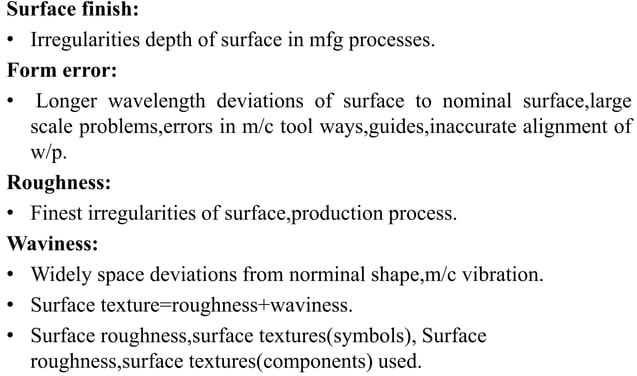 Surface finish:
• Irregularities depth of surface in mfg processes.
Form error:
• Longer wavelength deviations of surface to nominal surface,large
scale problems,errors in m/c tool ways,guides,inaccurate alignment of
w/p.
Roughness:
• Finest irregularities of surface,production process.
Waviness:
• Widely space deviations from norminal shape,m/c vibration.
• Surface texture=roughness+waviness.
• Surface roughness,surface textures(symbols), Surface
roughness,surface textures(components) used.